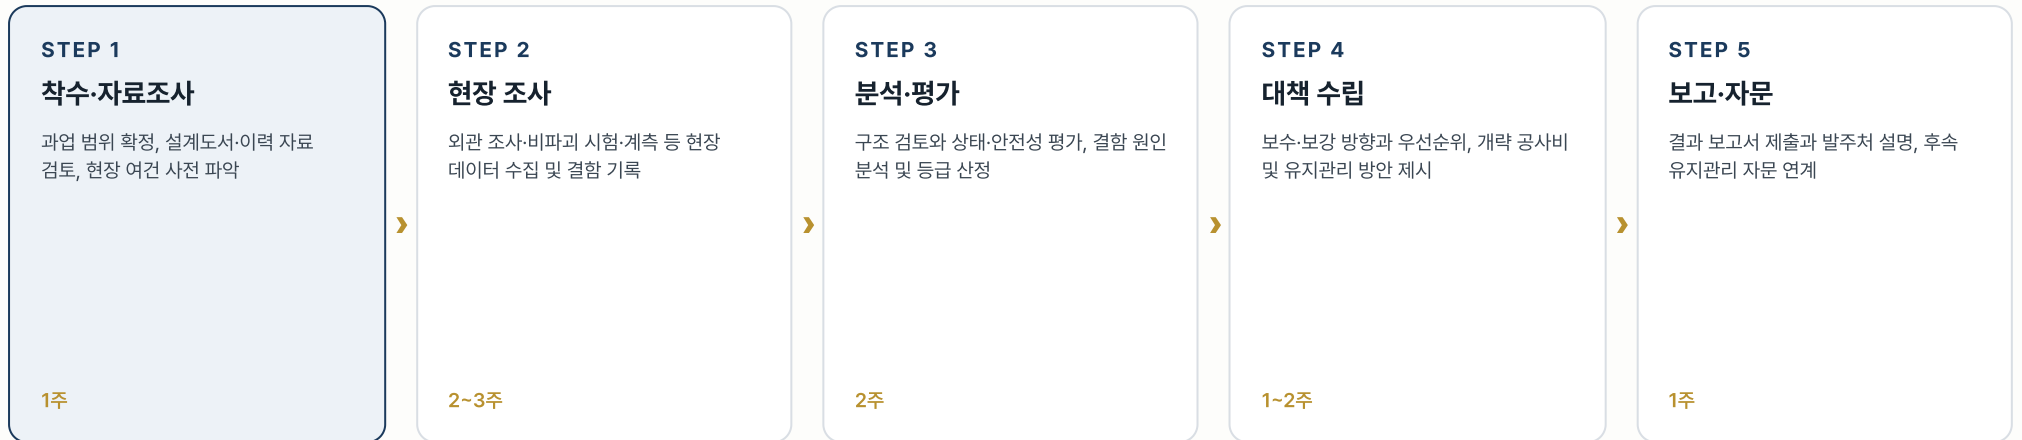 STEP 1
착수·자료조사
과업 범위 확정, 설계도서·이력 자료
검토, 현장 여건 사전 파악
1주
›
STEP 2
현장 조사
외관 조사·비파괴 시험·계측 등 현장
데이터 수집 및 결함 기록
2~3주
›
STEP 3
분석·평가
구조 검토와 상태·안전성 평가, 결함 원인
분석 및 등급 산정
2주
›
STEP 4
대책 수립
보수·보강 방향과 우선순위, 개략 공사비
및 유지관리 방안 제시
1~2주
›
STEP 5
보고·자문
결과 보고서 제출과 발주처 설명, 후속
유지관리 자문 연계
1주